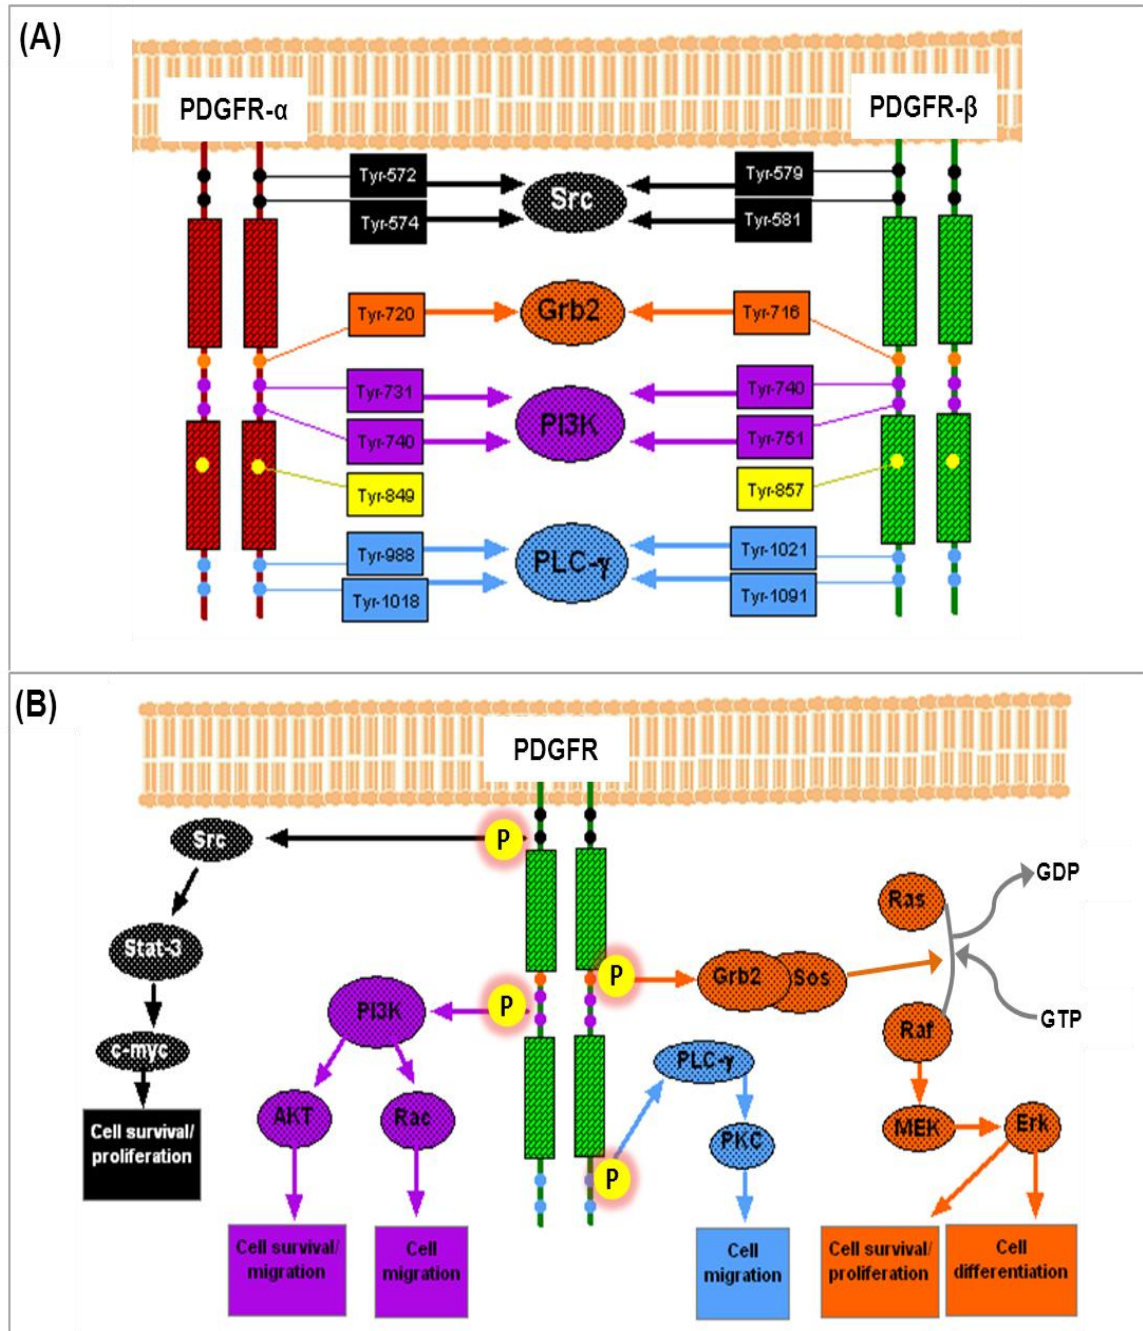 (A)
PDGFR-α
PDGFR-β
Tyr-572
Tyr-579
Src
Tyr-574
Tyr-581
Tyr-720
Grb2
Tyr-716
Tyr-731
Tyr-740
PI3K
Tyr-740
Tyr-751
Tyr-849
Tyr-857
Tyr-988
Tyr-1021
PLC-γ
Tyr-1018
Tyr-1091
(B)
PDGFR
Src
P
GDP
Ras
Stat-3
P
Grb2
Sos
PI3K
P
Raf
GTP
c-myc
PLC-γ
AKT
Rac
MEK
Erk
PKC
Cell survival/
proliferation
P
Cell survival/
migration
Cell
migration
Cell
migration
Cell survival/
proliferation
Cell
differentiation